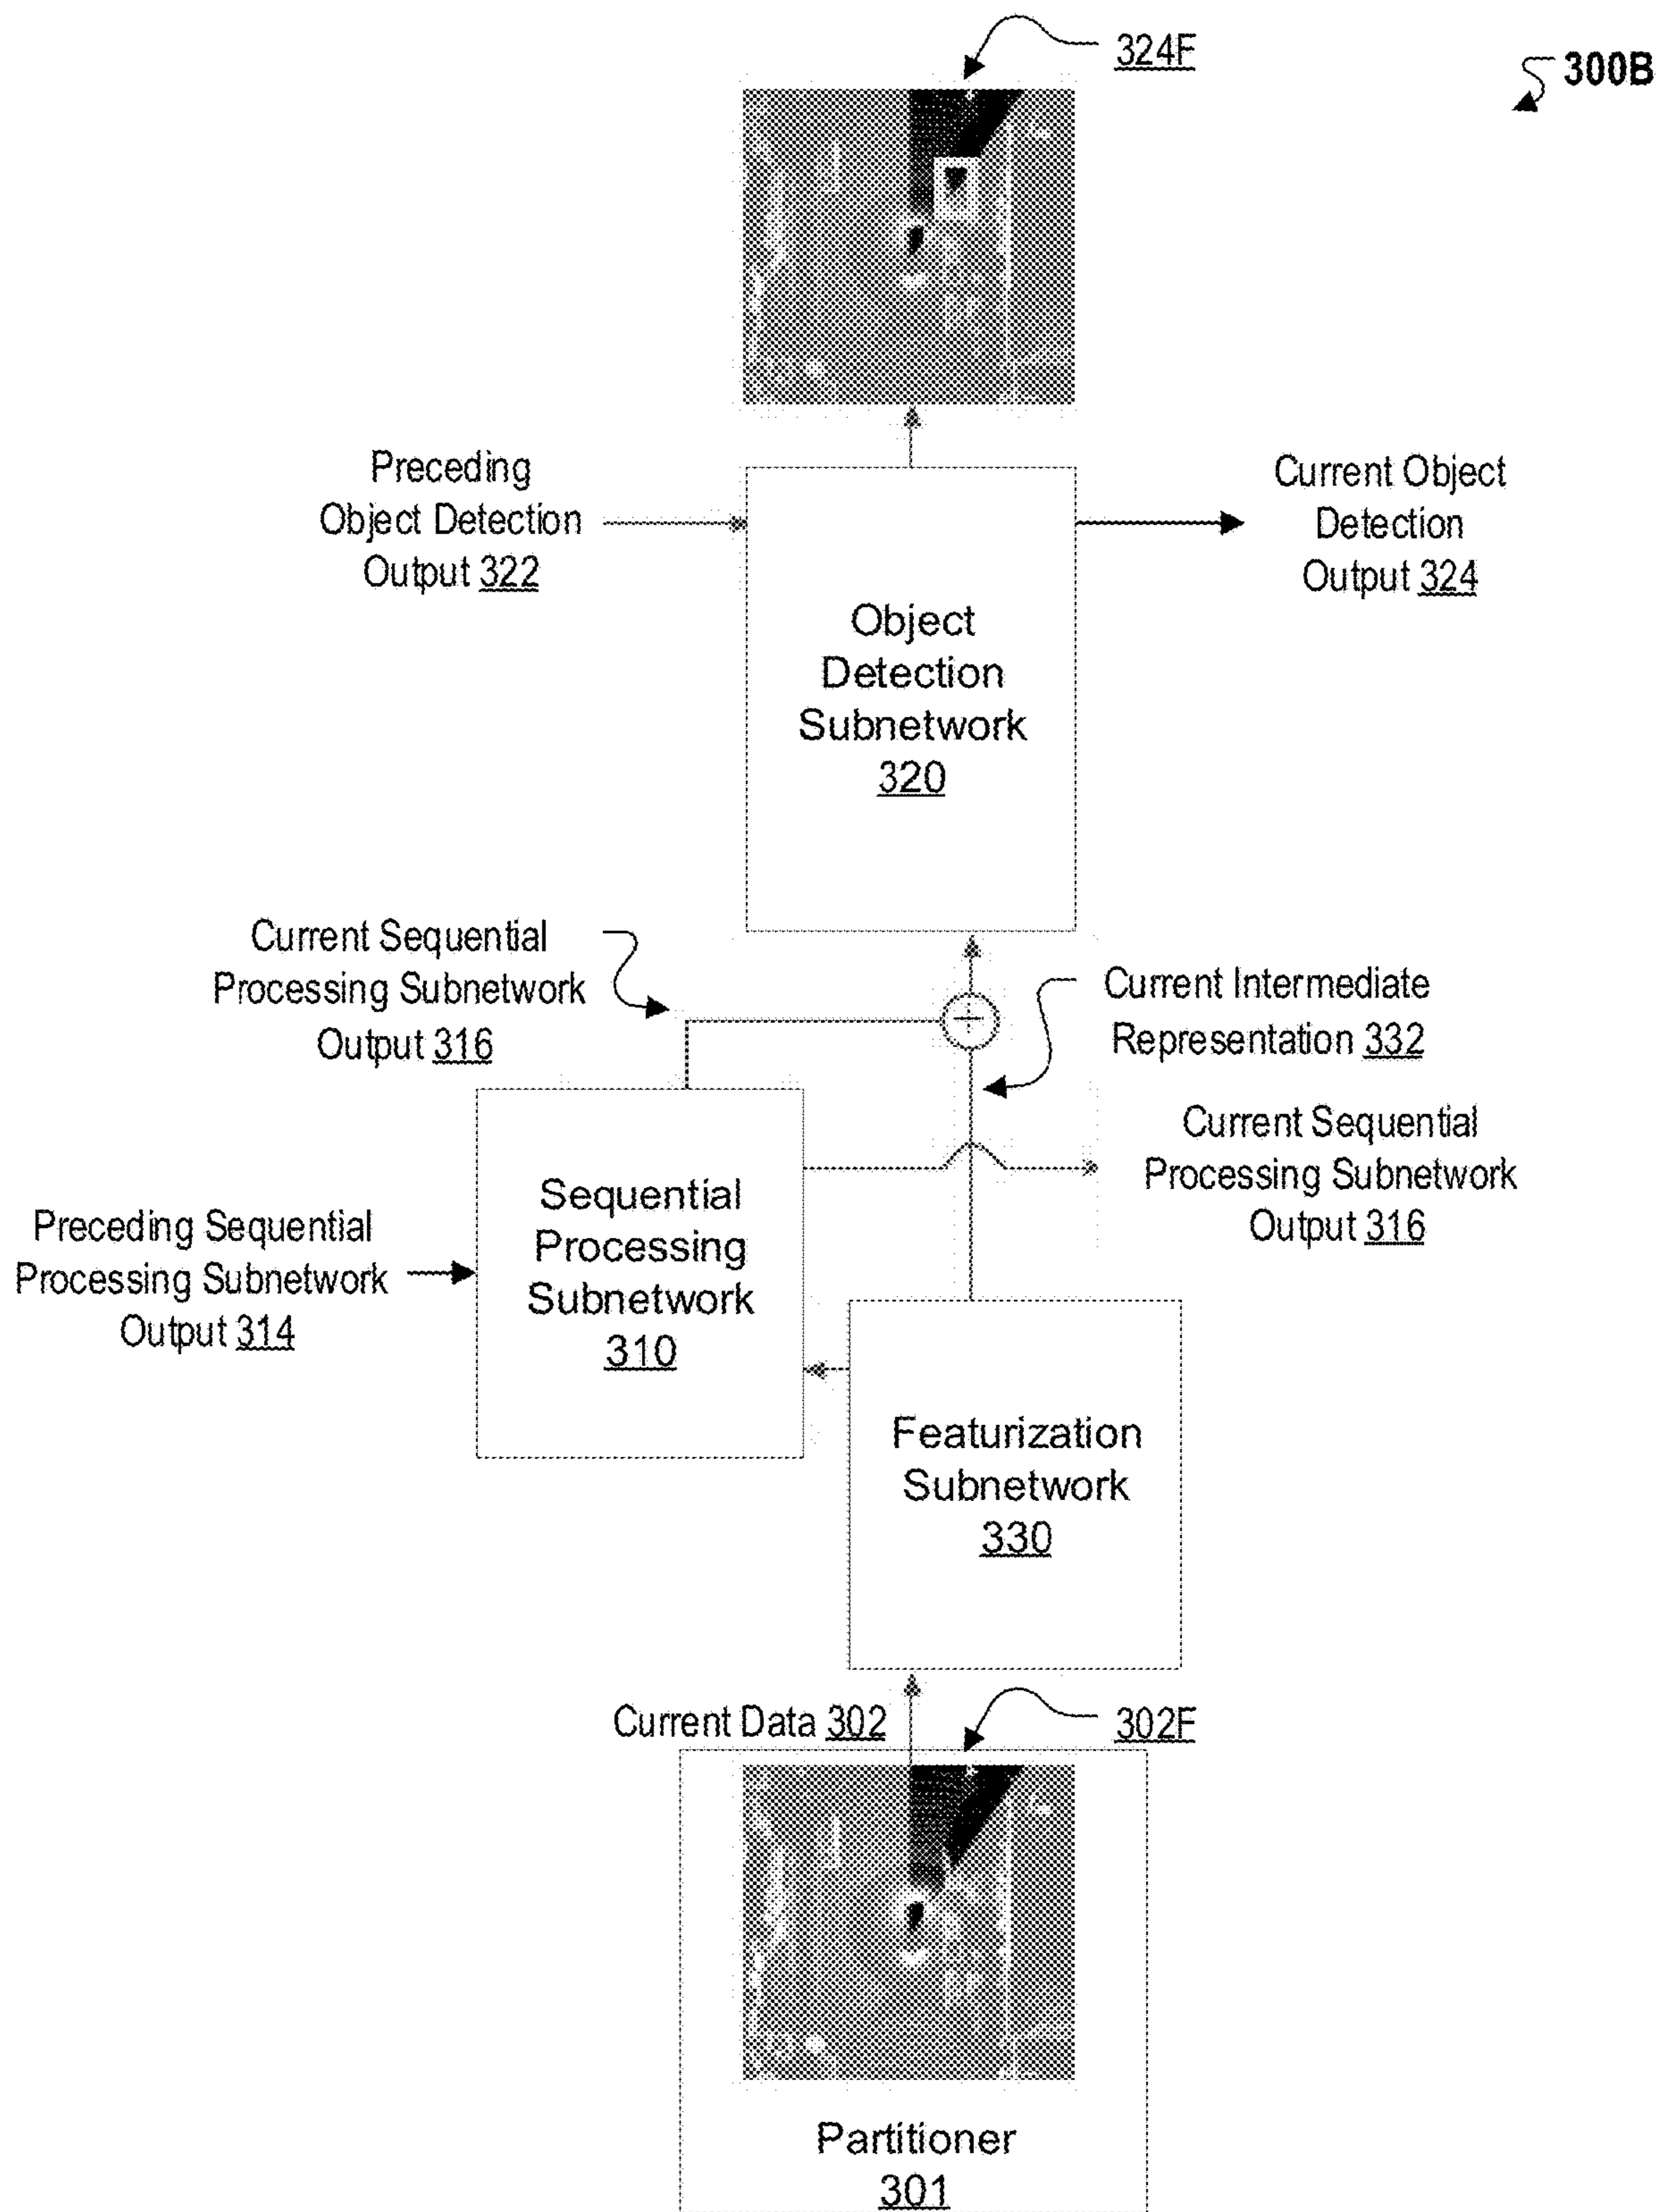 324F
300B
Preceding
Object Detection
Output 322
Current Object
Detection
Output 324
Object
Detection
Subnetwork
320
Current Sequential
Processing Subnetwork
Output 316
Current Intermediate
Representation 332
Current Sequential
Processing Subnetwork
Output 316
Sequential
Processing
Subnetwork
310
Preceding Sequential
Processing Subnetwork
Output 314
Featurization
Subnetwork
330
Current Data 302
302F
Partitioner
301